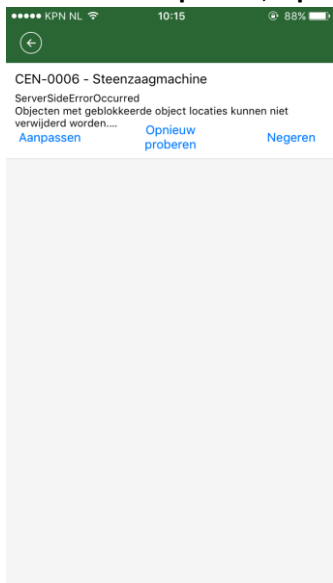 KPN NL 10:15 88%
CEN-0006 - Steenzaagmachine
ServerSideErrorOccurred
Objecten met geblokkeerde object locaties kunnen niet
verwijderd worden....
Aanpassen Opnieuw proberen Negeren